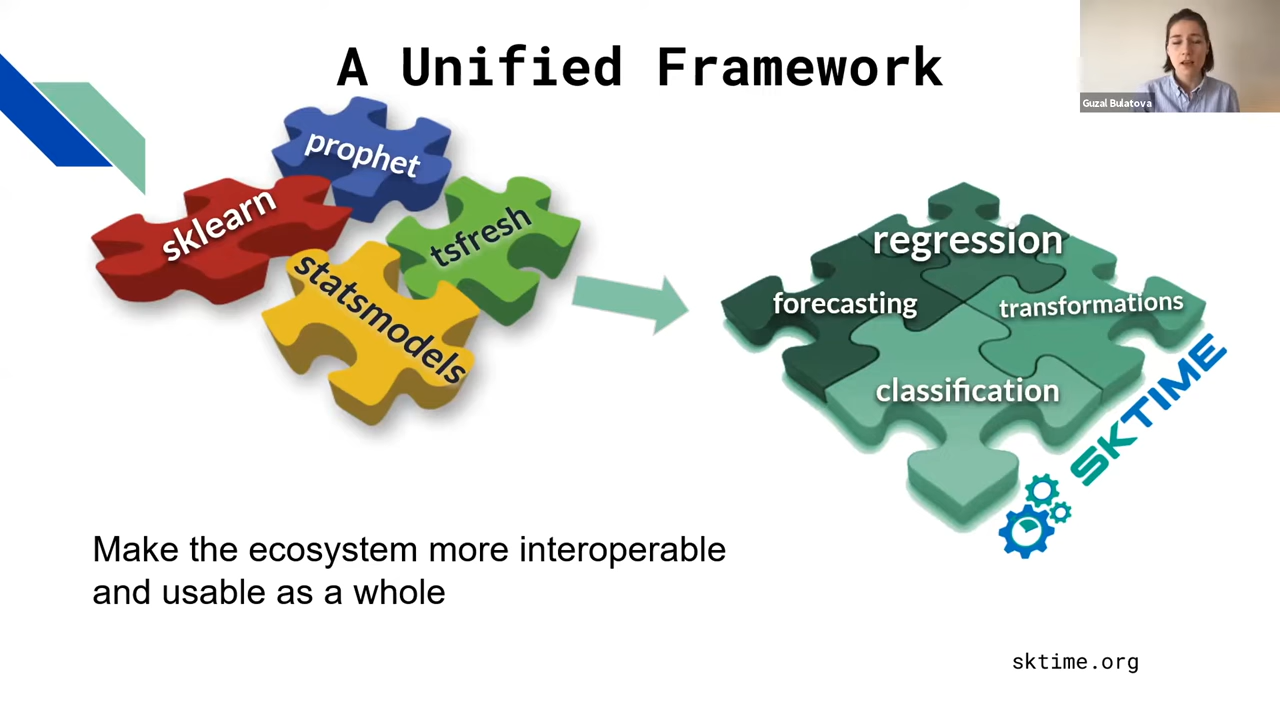 A Unified Framework
Guzal Bulatova
prophet
sklearn
tsfresh
statsmodels
regression
forecasting
transformations
classification
SKTIME
Make the ecosystem more interoperable
and usable as a whole
sktime.org